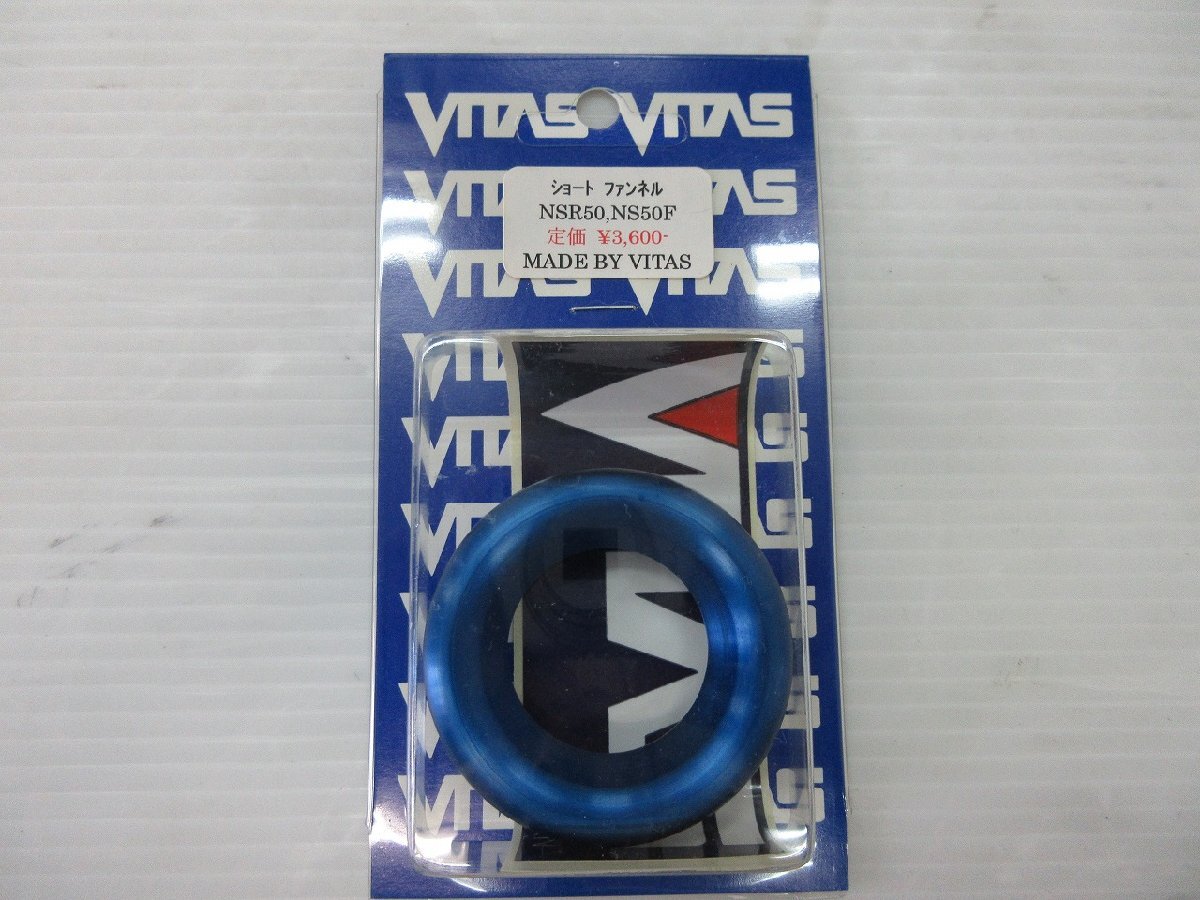 VITAS VITAS
ショート ファンネル
NSR50,NS50F
定価 ¥3,600-
MADE BY VITAS
VITAS